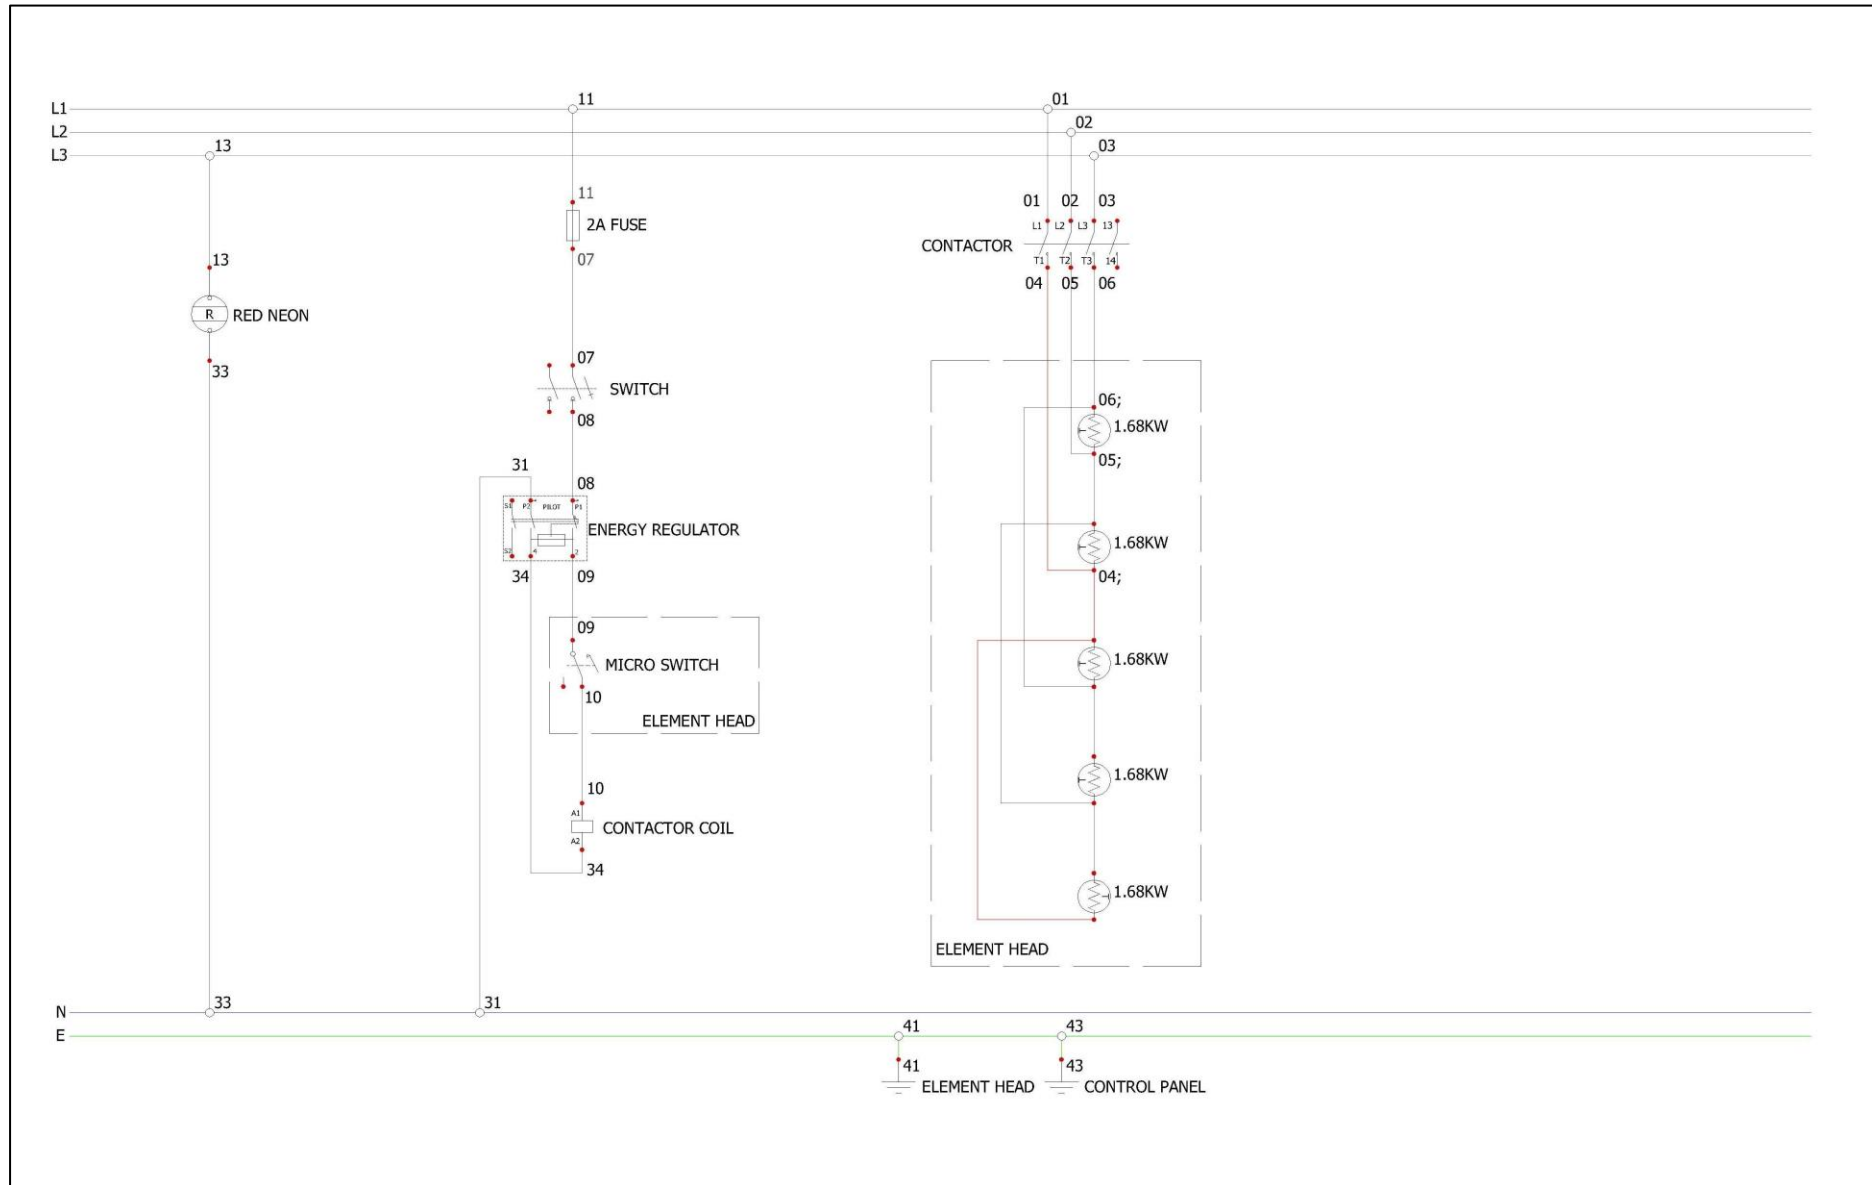 11
01
L1
02
L2
13
03
L3
11
01 02 03
2A FUSE
L1 L2 L3 13
CONTACTOR
07
T1 T2 T3 14
13
04 05 06
R RED NEON
07
33
SWITCH
06;
08
1.68KW
05;
31
08
S1 P2 PILOT P1
ENERGY REGULATOR
1.68KW
S2 4 2
34 09
04;
09
MICRO SWITCH
1.68KW
10
ELEMENT HEAD
10
1.68KW
A1
CONTACTOR COIL
A2
34
1.68KW
ELEMENT HEAD
33 31
N
41 43
E
41 43
ELEMENT HEAD CONTROL PANEL